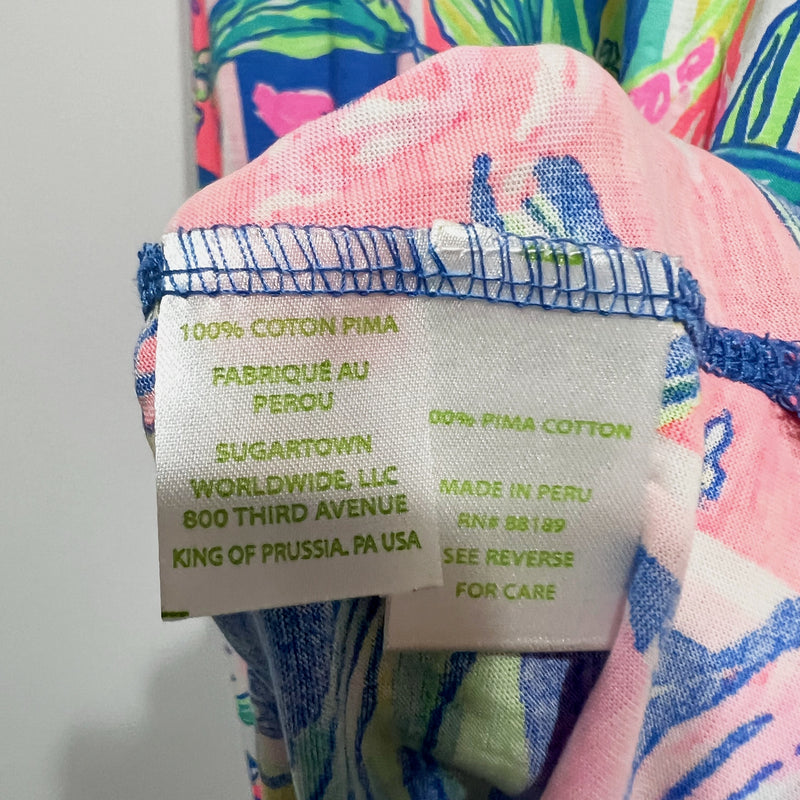 100% COTON PIMA
FABRIQUÉ AU
PEROU
SUGARTOWN
WORLDWIDE, LLC
800 THIRD AVENUE
KING OF PRUSSIA, PA USA
00% PIMA COTTON
MADE IN PERU
RN# 88189
SEE REVERSE
FOR CARE